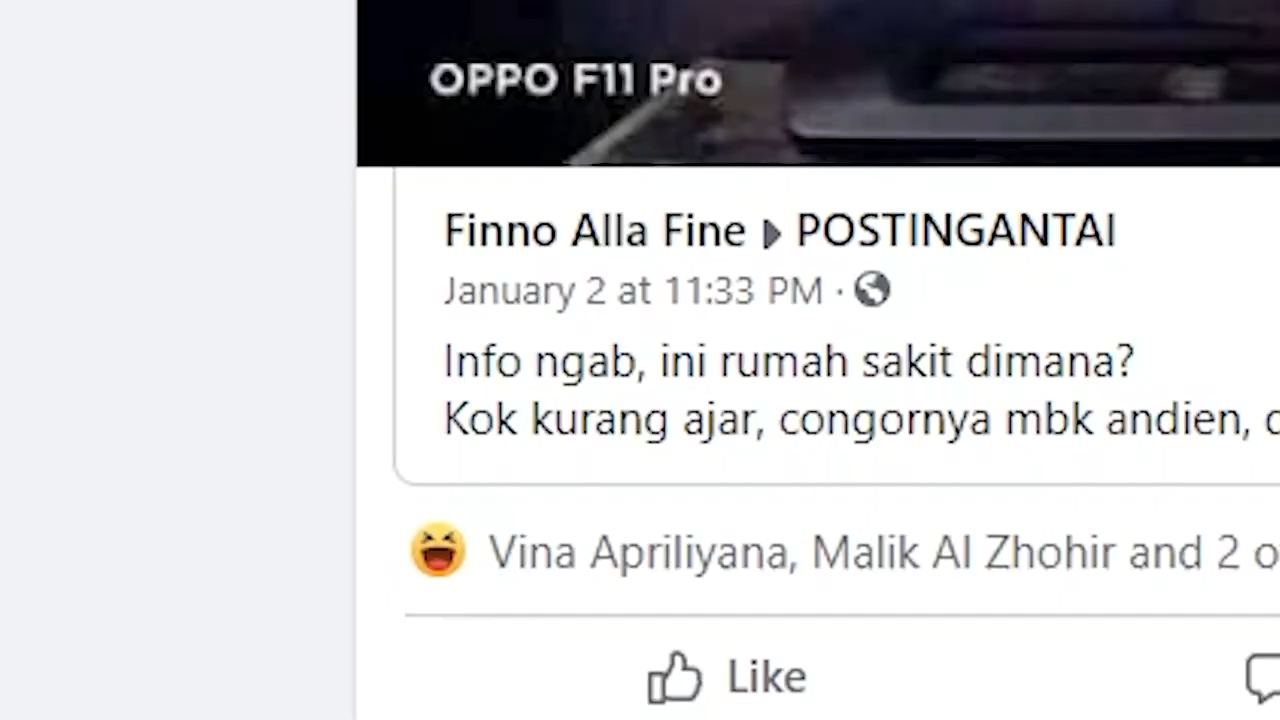 OPPO F11 Pro
Finno Alla Fine ▸ POSTINGANTAI
January 2 at 11:33 PM ·
Info ngab, ini rumah sakit dimana?
Kok kurang ajar, congornya mbk andien,
Vina Apriliyana, Malik Al Zhohir and 2
Like